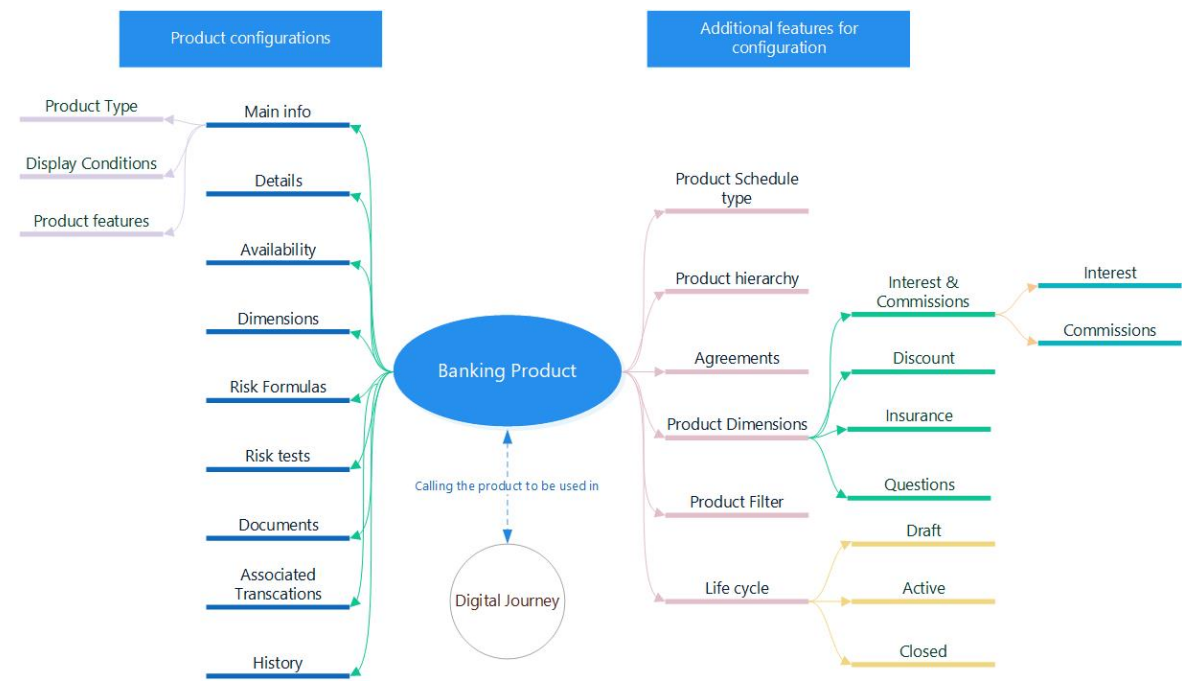 Product configurations
Additional features for
configuration
Product Type
Main info
Display Conditions
Product features
Details
Availability
Dimensions
Risk Formulas
Risk tests
Documents
Associated
Transcations
History
Banking Product
Calling the product to be used in
Digital Journey
Product Schedule
type
Product hierarchy
Agreements
Product Dimensions
Product Filter
Life cycle
Interest &
Commissions
Interest
Commissions
Discount
Insurance
Questions
Draft
Active
Closed